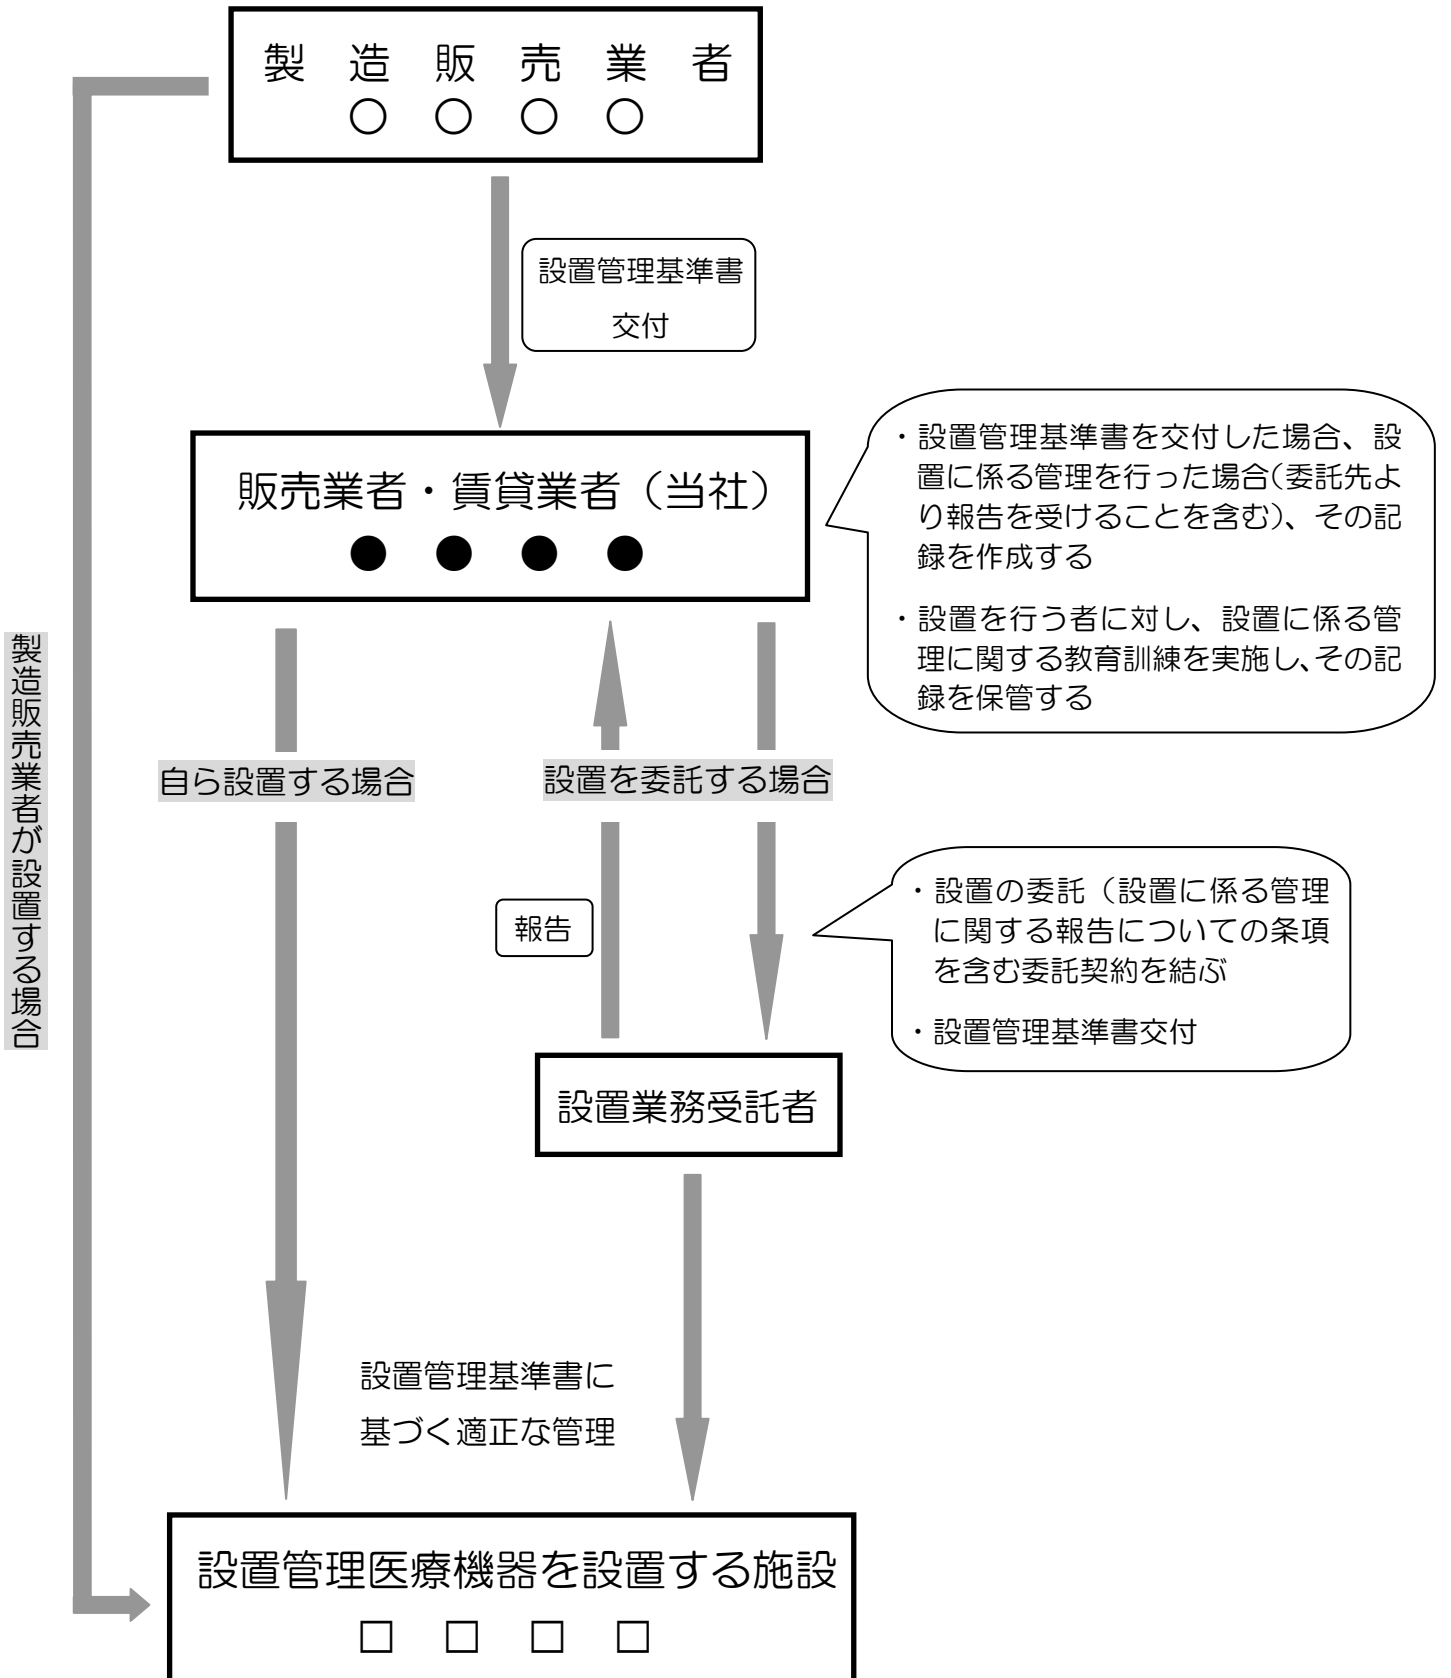 製造販売業者
○○○○
設置管理基準書
交付
販売業者・賃貸業者（当社）
●●●●
・設置管理基準書を交付した場合、設
置に係る管理を行った場合（委託先よ
り報告を受けることを含む）、その記
録を作成する
・設置を行う者に対し、設置に係る管
理に関する教育訓練を実施し、その記
録を保管する
製造販売業者が設置する場合
自ら設置する場合
設置を委託する場合
報告
・設置の委託（設置に係る管理
に関する報告についての条項
を含む委託契約を結ぶ
・設置管理基準書交付
設置業務受託者
設置管理基準書に
基づく適正な管理
設置管理医療機器を設置する施設
□□□□